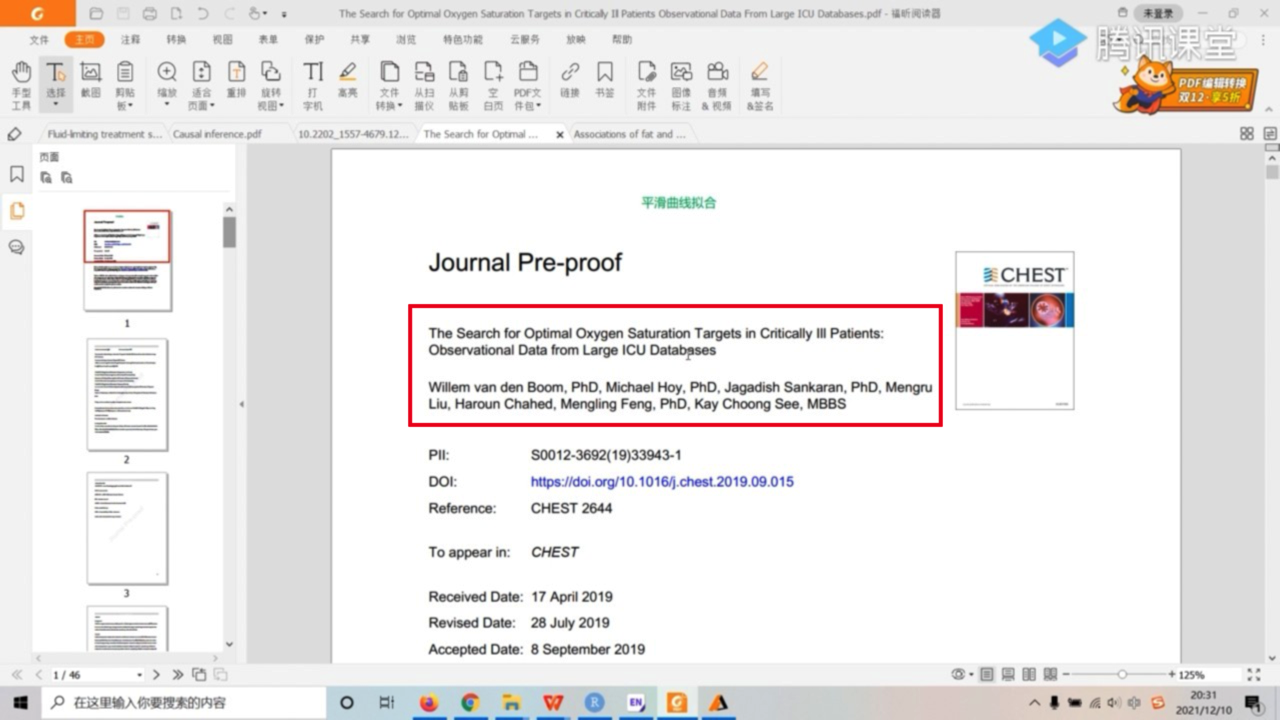 The Search for Optimal Oxygen Saturation Targets in Critically Ill Patients Observational Data From Large ICU Databases.pdf - 福昕阅读器
未登录
文件 主页 注释 转换 视图 表单 保护 共享 浏览 特色功能 云服务 放映 帮助
腾讯课堂
手型
工具
选择
截图
剪贴
板
缩放
适合
页面
重排
旋转
视图
打
字机
高亮
文件
转换
从扫
描仪
从剪
贴板
空
白页
从文
件包
链接
书签
文件
附件
图像
标注
音频
& 视频
填写
&签名
PDF编辑转换
双12·享5折
Fluid-limiting treatment s...
Causal inference.pdf
10.2202_1557-4679.12...
The Search for Optimal ...
Associations of fat and ...
页面
1
2
3
平滑曲线拟合
Journal Pre-proof
CHEST
The Search for Optimal Oxygen Saturation Targets in Critically Ill Patients:
Observational Data from Large ICU Databases
Willem van den Boom, PhD, Michael Hoy, PhD, Jagadish Sankaran, PhD, Mengru
Liu, Haroun Chahed, Mengling Feng, PhD, Kay Choong See, MBBS
PII: S0012-3692(19)33943-1
DOI: https://doi.org/10.1016/j.chest.2019.09.015
Reference: CHEST 2644
To appear in: CHEST
Received Date: 17 April 2019
Revised Date: 28 July 2019
Accepted Date: 8 September 2019
1 / 46
125%
在这里输入你要搜索的内容
EN
20:31
2021/12/10